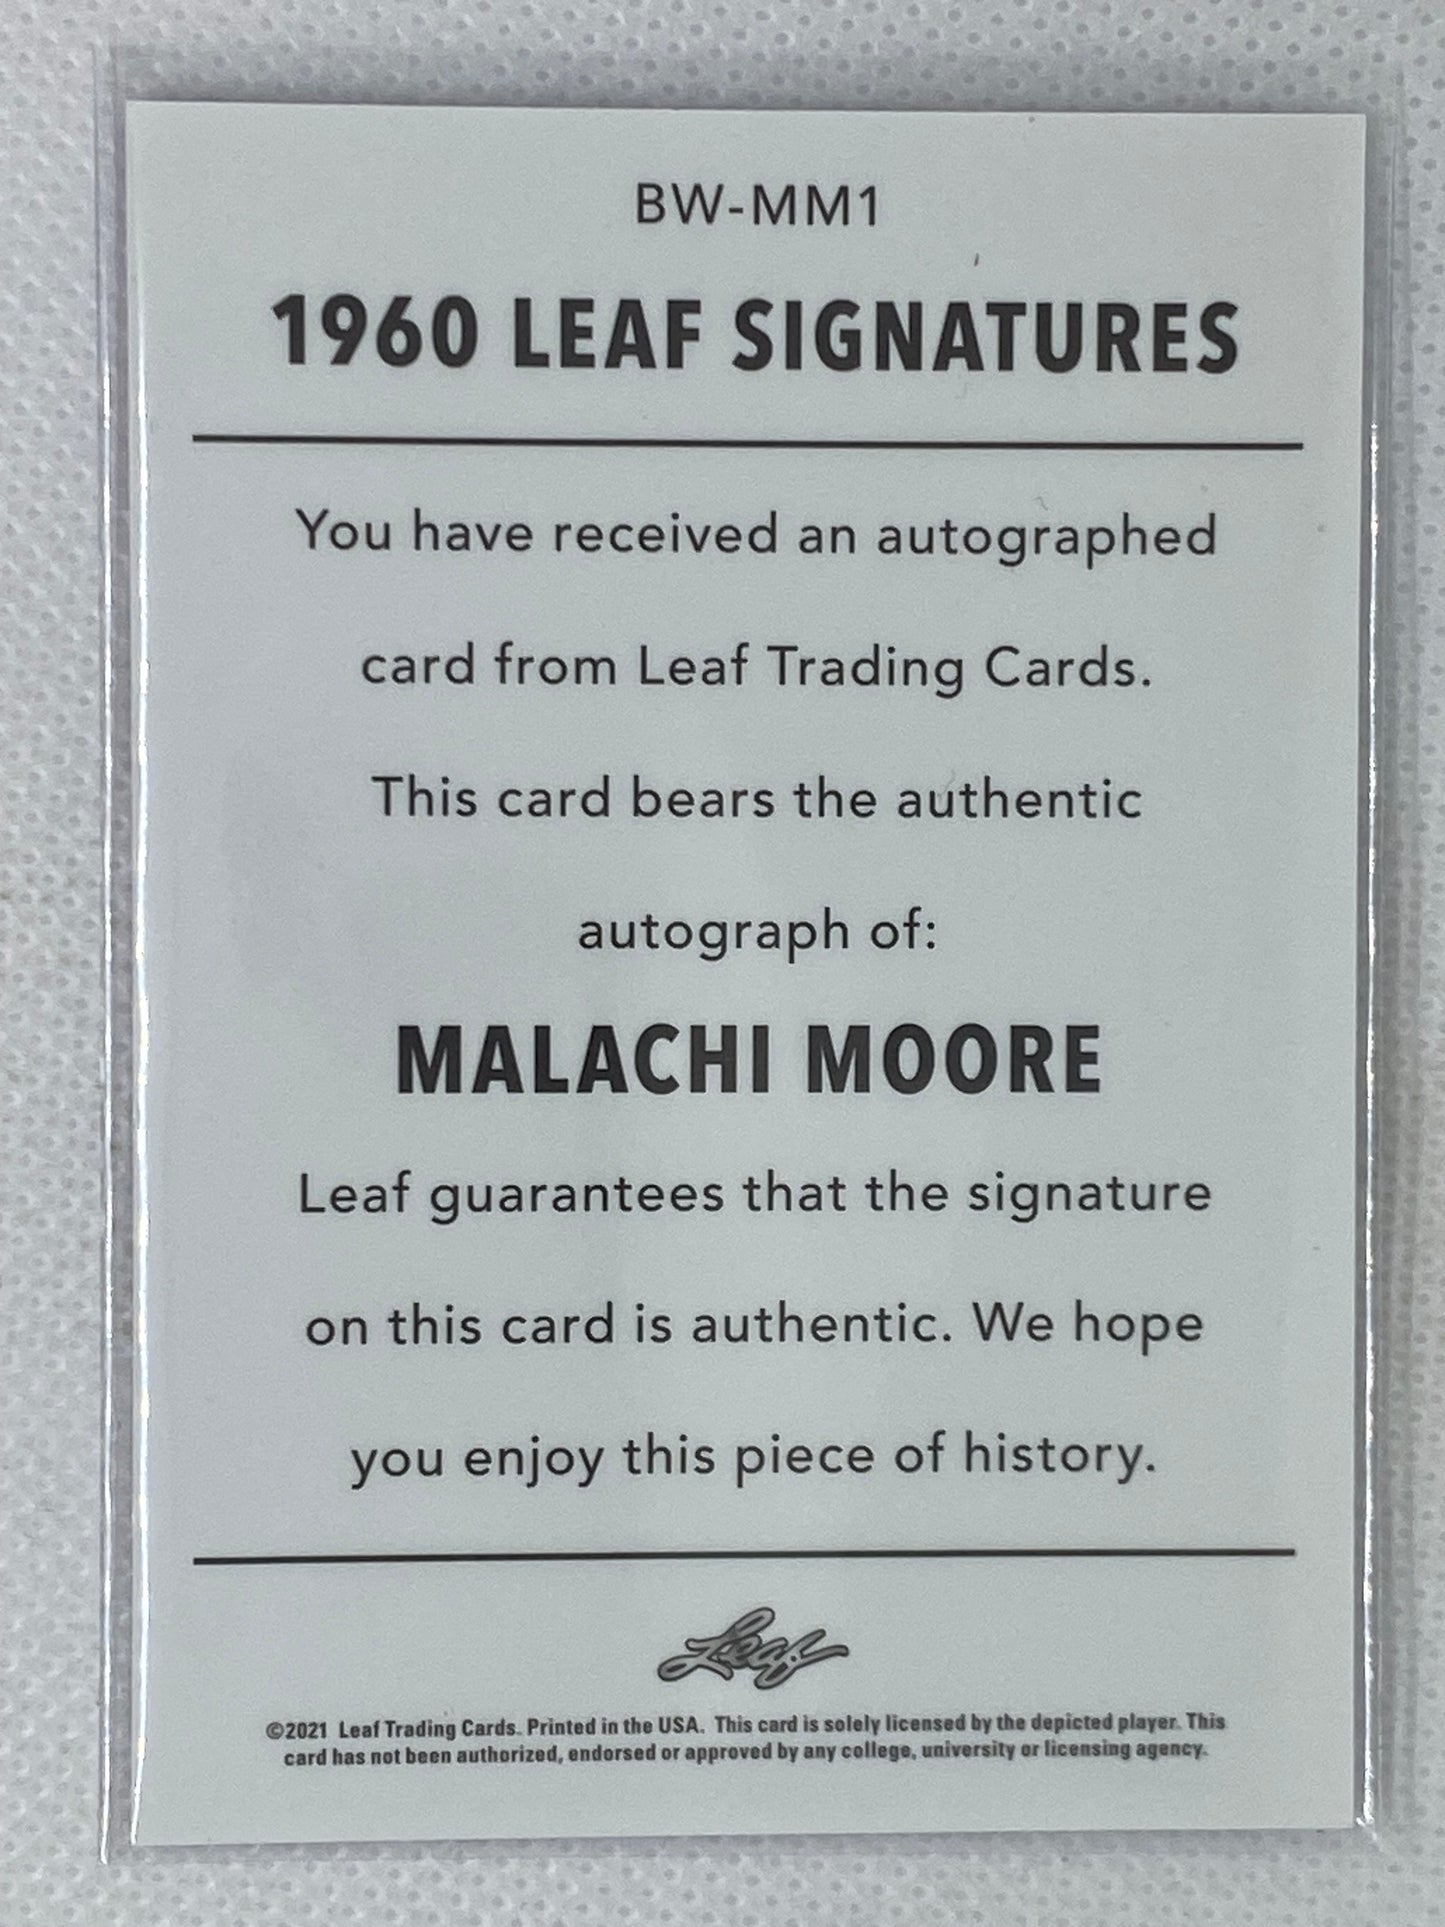 BW-MM1
1960 LEAF SIGNATURES
You have received an autographed
card from Leaf Trading Cards.
This card bears the authentic
autograph of:
MALACHI MOORE
Leaf guarantees that the signature
on this card is authentic. We hope
you enjoy this piece of history.
Leaf
©2021 Leaf Trading Cards. Printed in the USA. This card is solely licensed by the depicted player. This
card has not been authorized, endorsed or approved by any college, university or licensing agency.